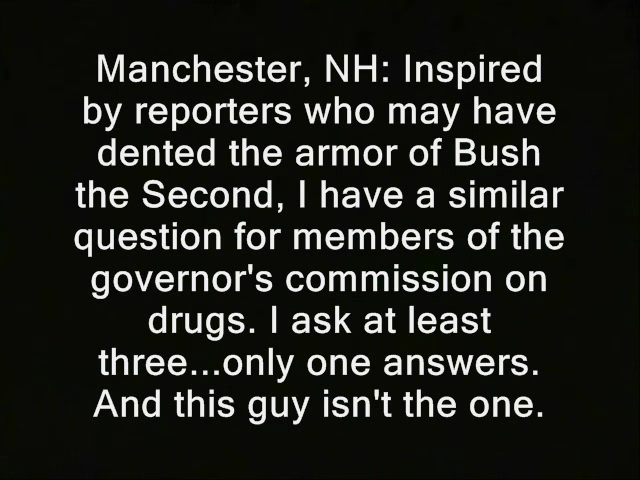 Manchester, NH: Inspired
by reporters who may have
dented the armor of Bush
the Second, I have a similar
question for members of the
governor's commission on
drugs. I ask at least
three...only one answers.
And this guy isn't the one.